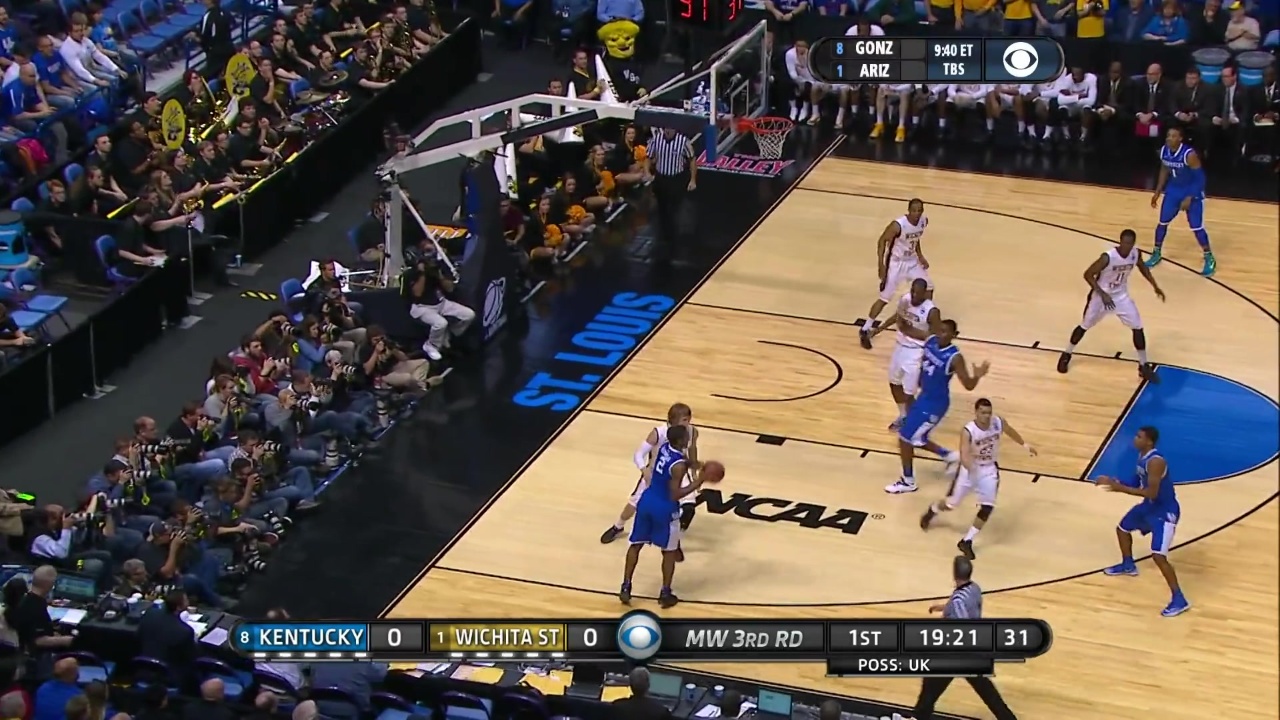 8 GONZ
1 ARIZ
9:40 ET
TBS
ST. LOUIS
NCAA
8 KENTUCKY 0 1 WICHITA ST 0 MW 3RD RD 1ST 19:21 31
POSS: UK